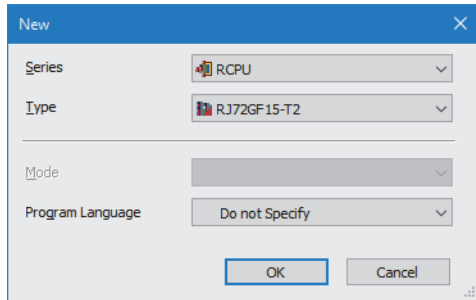 New
Series RCPU
Type RJ72GF15-T2
Mode
Program Language Do not Specify
OK Cancel